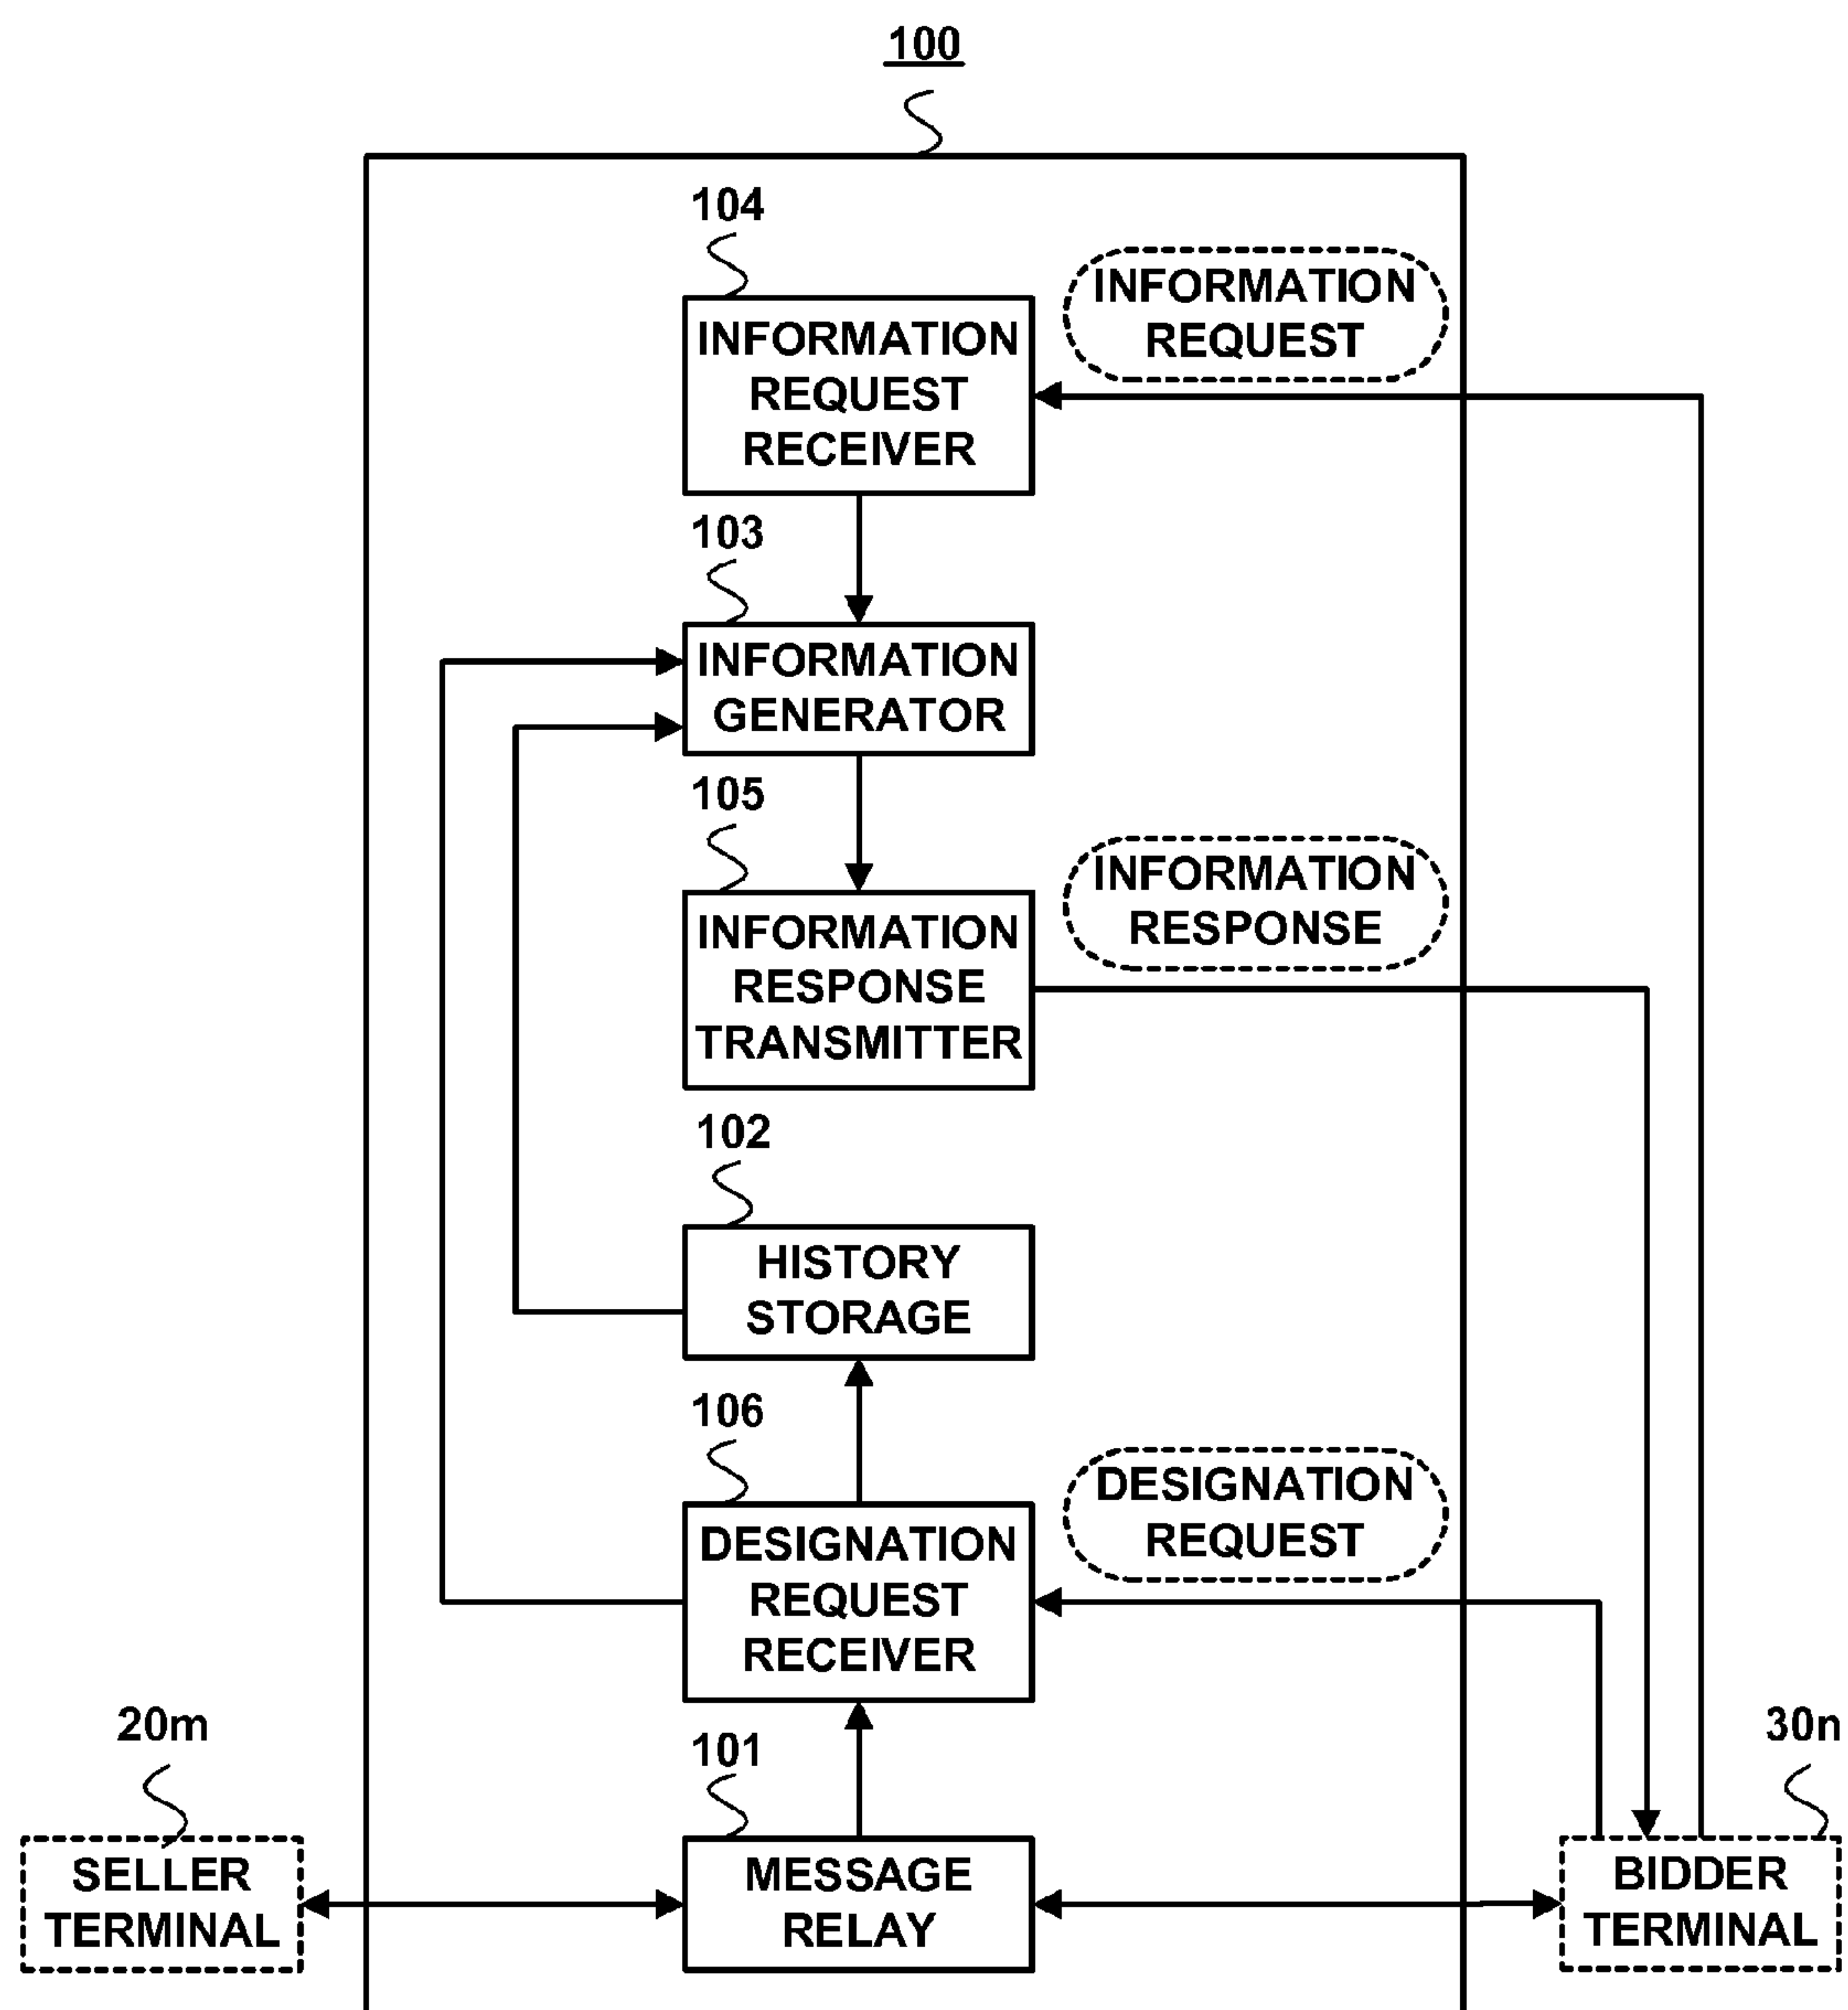 100
104
INFORMATION
REQUEST
RECEIVER
INFORMATION
REQUEST
103
INFORMATION
GENERATOR
105
INFORMATION
RESPONSE
TRANSMITTER
INFORMATION
RESPONSE
102
HISTORY
STORAGE
106
DESIGNATION
REQUEST
RECEIVER
DESIGNATION
REQUEST
20m
SELLER
TERMINAL
101
MESSAGE
RELAY
30n
BIDDER
TERMINAL